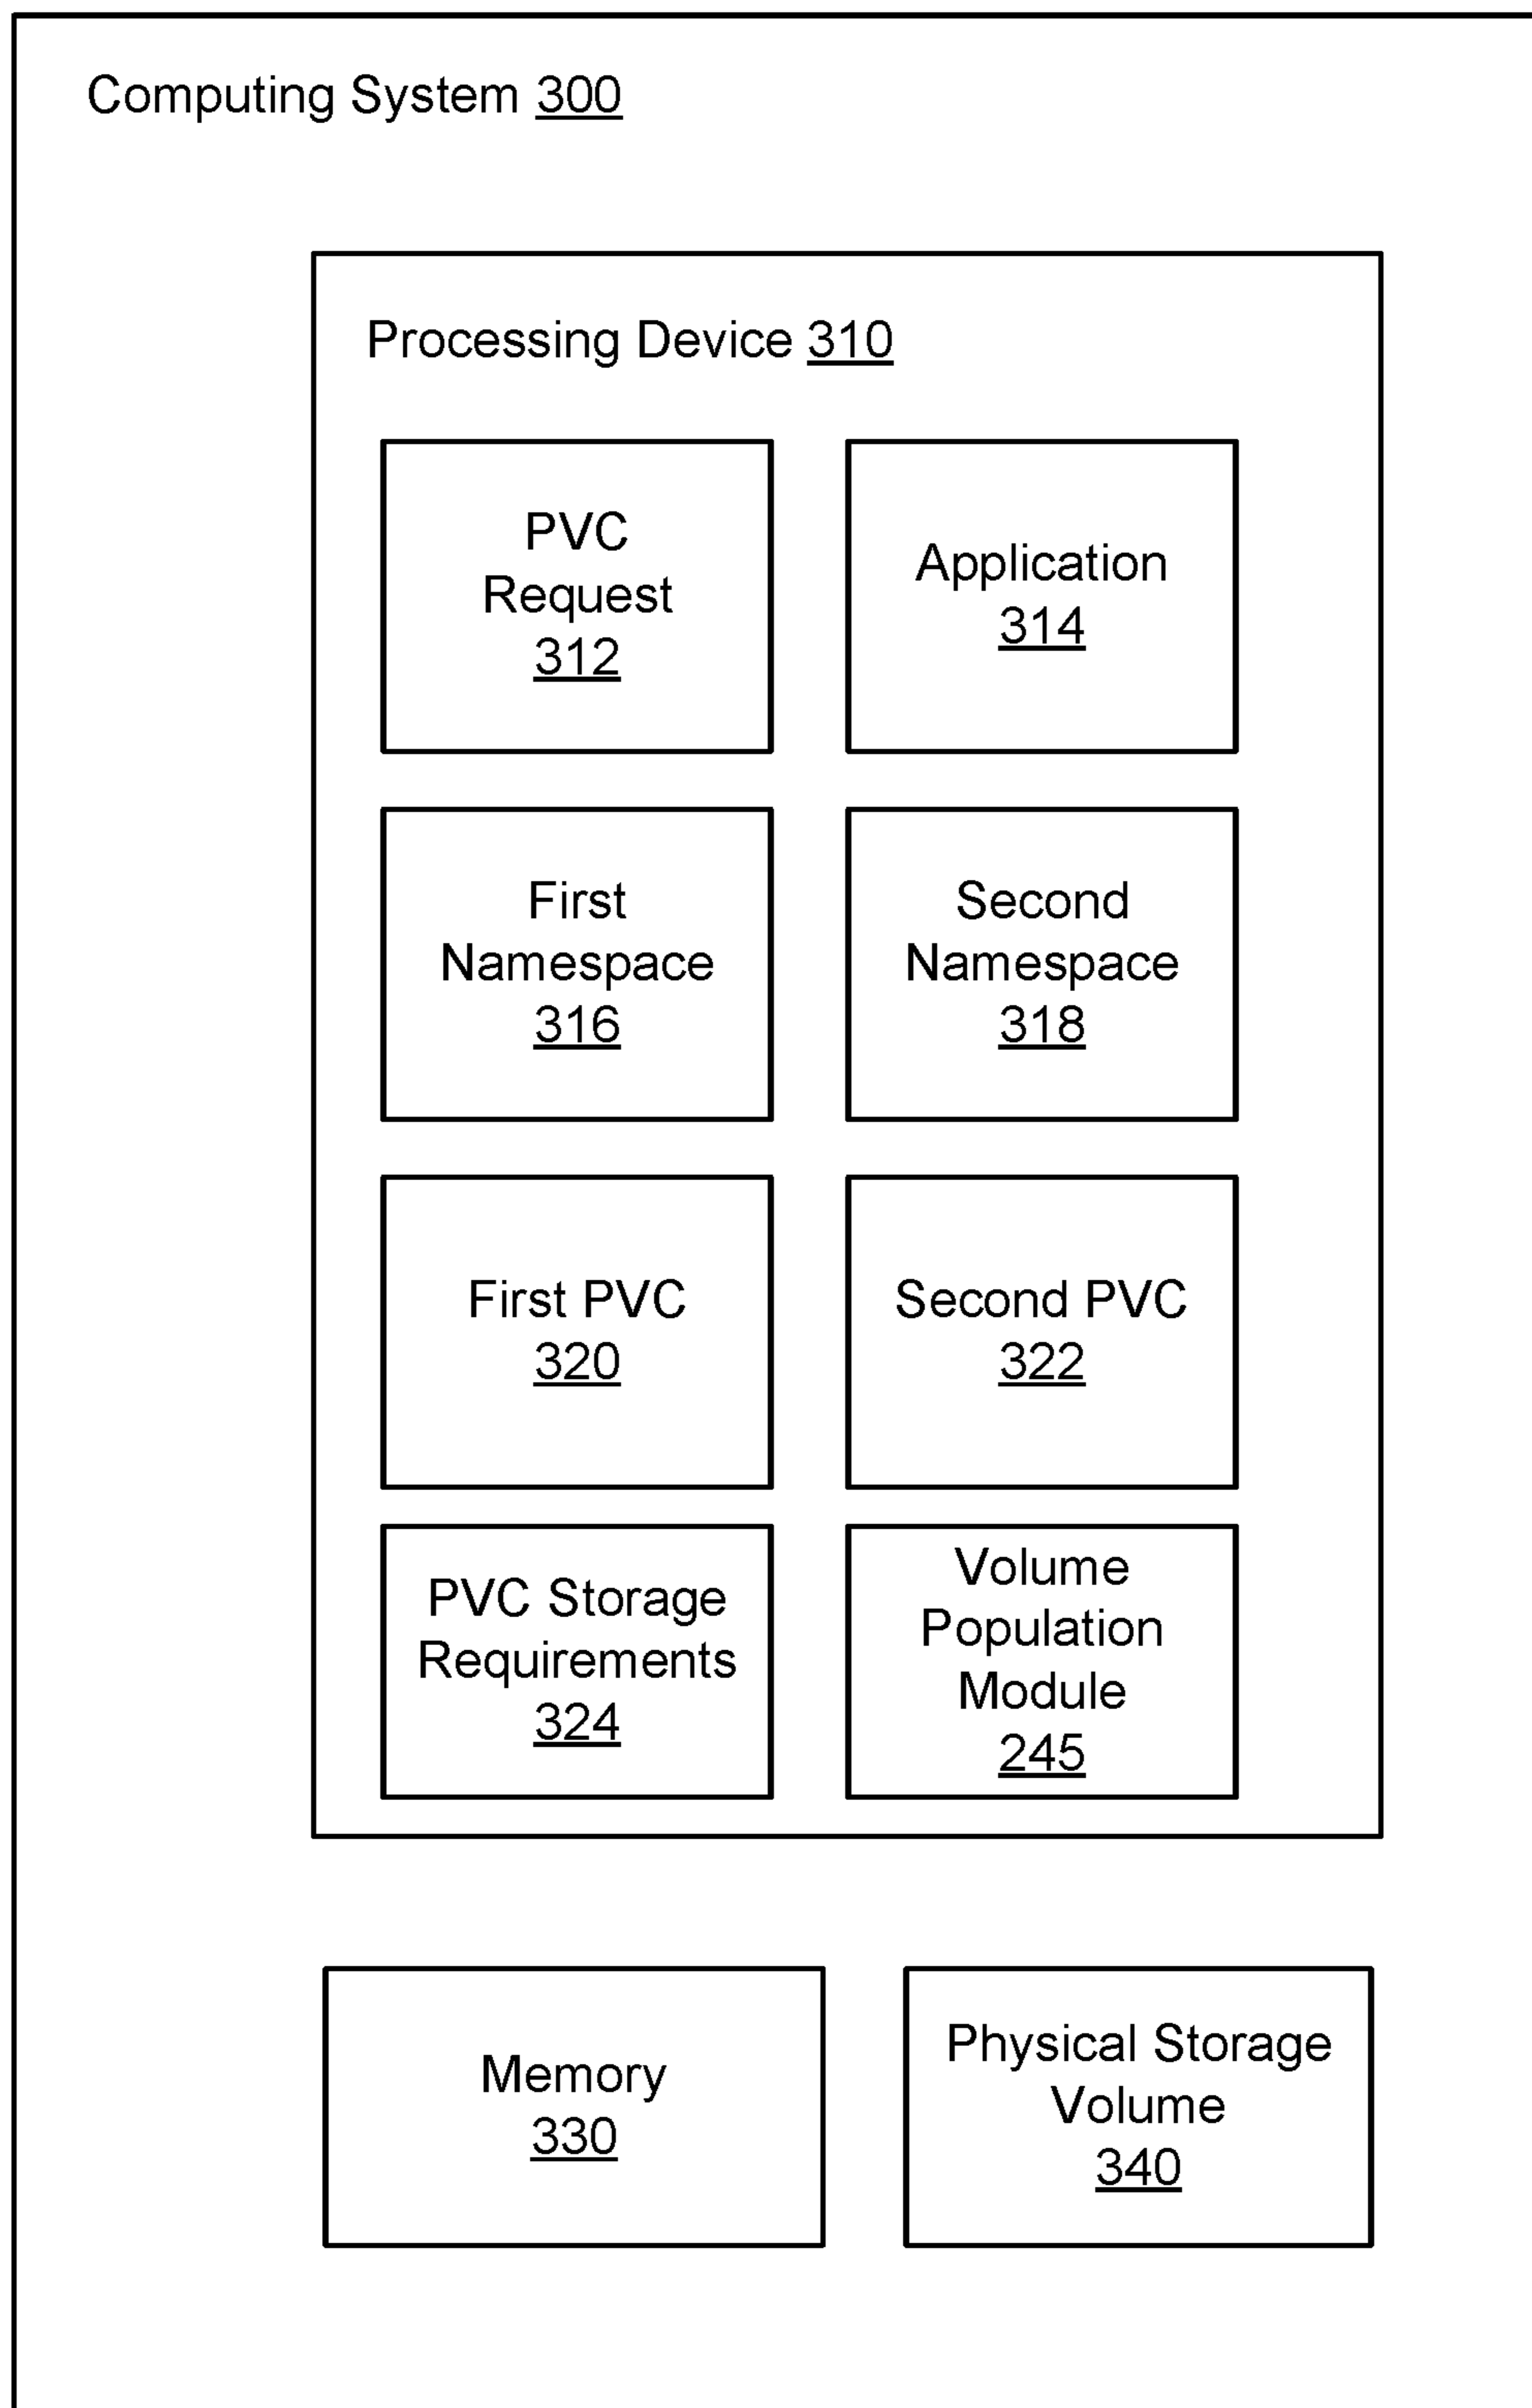 Computing System 300
Processing Device 310
PVC
Request
312
Application
314
First
Namespace
316
Second
Namespace
318
First PVC
320
Second PVC
322
PVC Storage
Requirements
324
Volume
Population
Module
245
Memory
330
Physical Storage
Volume
340